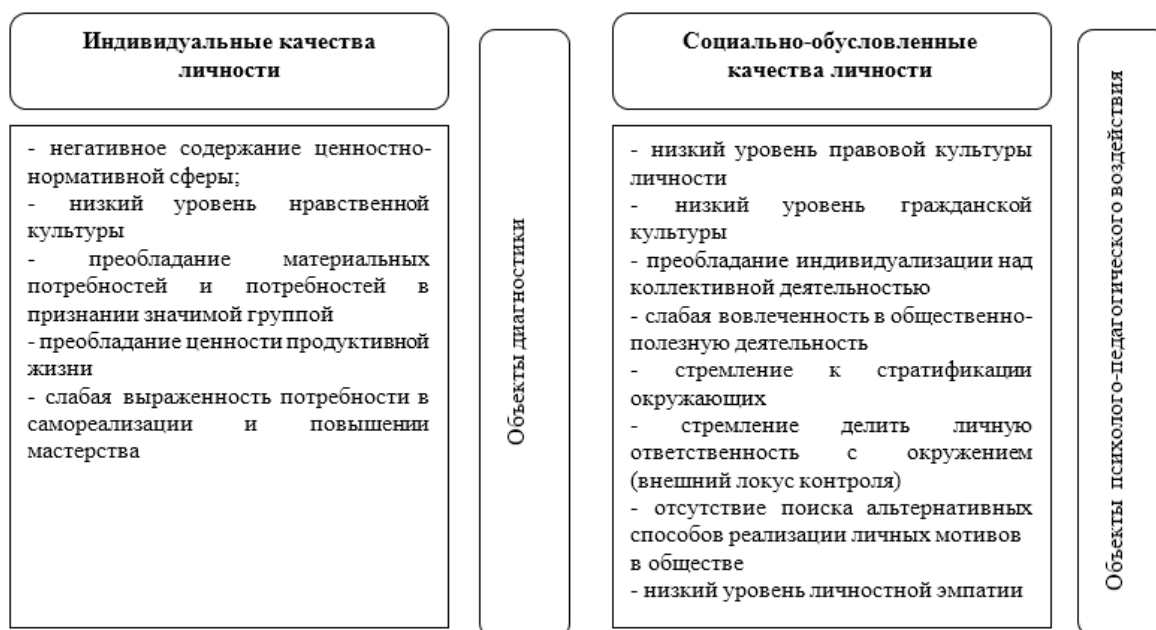 Индивидуальные качества
личности
- негативное содержание ценностно-
нормативной сферы;
- низкий уровень нравственной
культуры
- преобладание материальных
потребностей и потребностей в
признании значимой группой
- преобладание ценности продуктивной
жизни
- слабая выраженность потребности в
самореализации и повышении
мастерства
Объекты диагностики
Социально-обусловленные
качества личности
- низкий уровень правовой культуры
личности
- низкий уровень гражданской
культуры
- преобладание индивидуализации над
коллективной деятельностью
- слабая вовлеченность в общественно-
полезную деятельность
- стремление к стратификации
окружающих
- стремление делить личную
ответственность с окружением
(внешний локус контроля)
- отсутствие поиска альтернативных
способов реализации личных мотивов
в обществе
- низкий уровень личностной эмпатии
Объекты психолого-педагогического воздействия